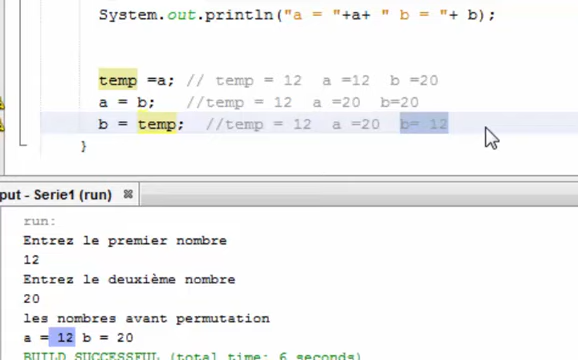 System.out.println("a = "+a+ " b = "+ b);
temp =a; // temp = 12  a =12  b =20
a = b;   //temp = 12  a =20  b=20
b = temp;  //temp = 12  a =20  b= 12
}
put - Serie1 (run)
run:
Entrez le premier nombre
12
Entrez le deuxième nombre
20
les nombres avant permutation
a = 12 b = 20
BUILD SUCCESSFUL (total time: 6 seconds)